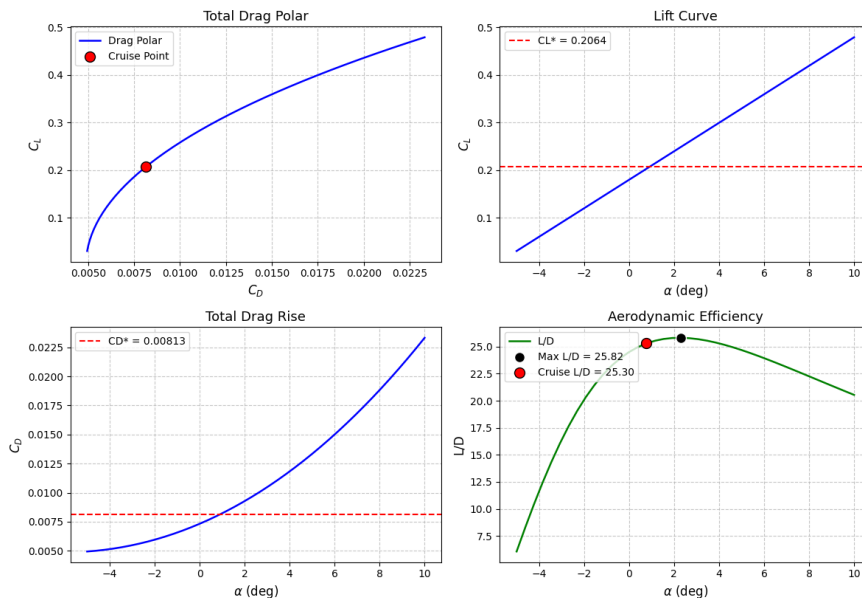 Total Drag Polar
0.5
0.4
0.3
0.2
0.1
C_L
Drag Polar
Cruise Point
0.0050 0.0075 0.0100 0.0125 0.0150 0.0175 0.0200 0.0225
C_D
Lift Curve
0.5
0.4
0.3
0.2
0.1
C_L
CL* = 0.2064
−4 −2 0 2 4 6 8 10
α (deg)
Total Drag Rise
0.0225
0.0200
0.0175
0.0150
0.0125
0.0100
0.0075
0.0050
C_D
CD* = 0.00813
−4 −2 0 2 4 6 8 10
α (deg)
Aerodynamic Efficiency
25.0
22.5
20.0
17.5
15.0
12.5
10.0
7.5
L/D
L/D
Max L/D = 25.82
Cruise L/D = 25.30
−4 −2 0 2 4 6 8 10
α (deg)